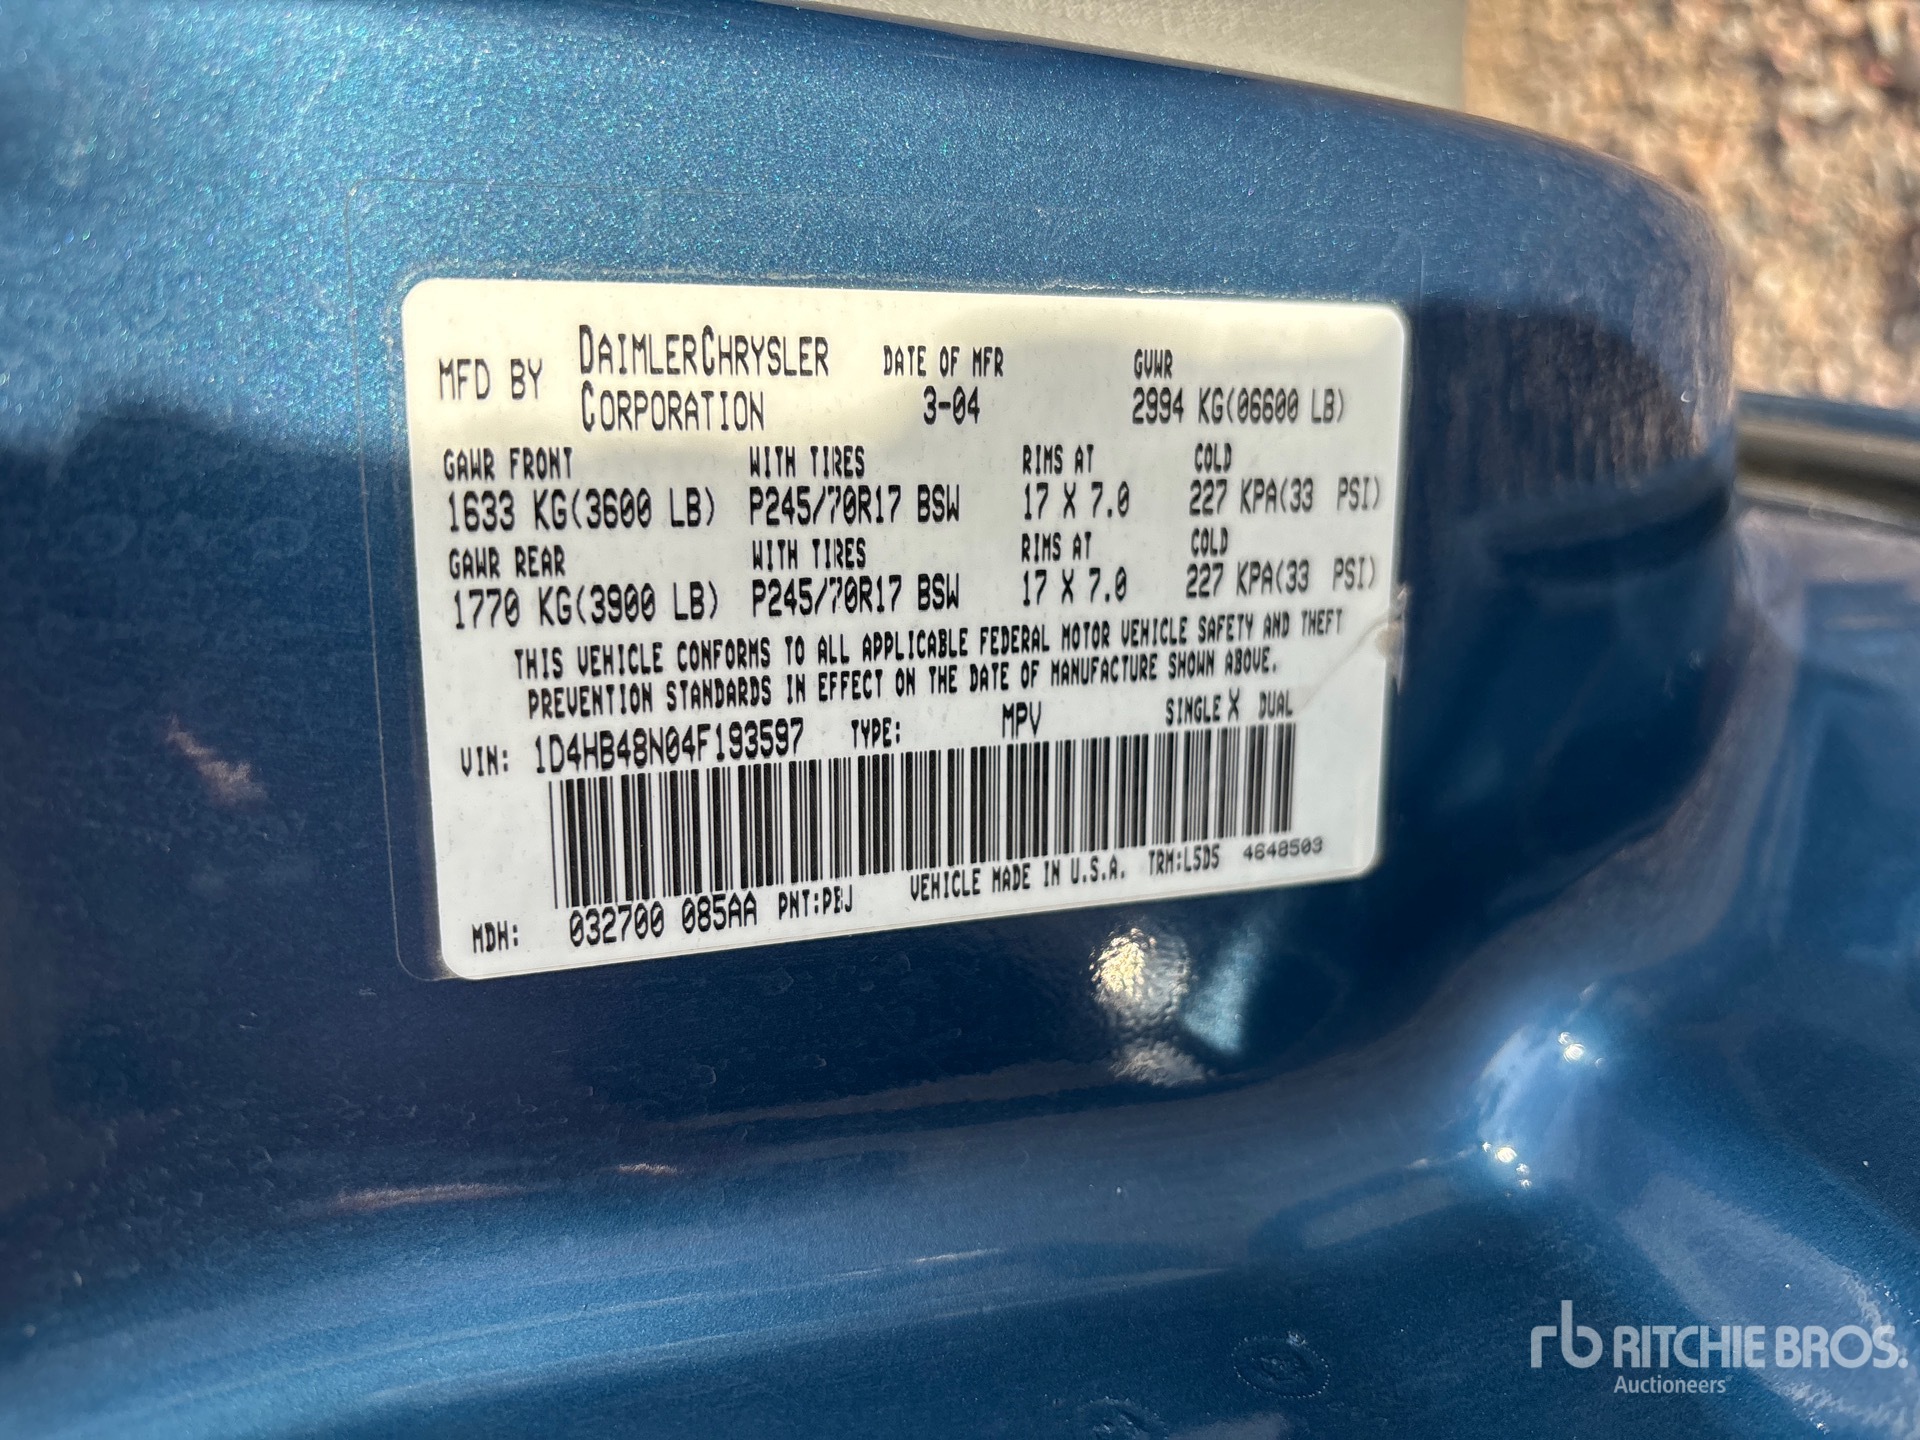 MFD BY DAIMLERCHRYSLER CORPORATION DATE OF MFR 3-04 GVWR 2994 KG(06600 LB)
GAWR FRONT WITH TIRES RIMS AT COLD
1633 KG(3600 LB) P245/70R17 BSW 17 X 7.0 227 KPA(33 PSI)
GAWR REAR WITH TIRES RIMS AT COLD
1770 KG(3900 LB) P245/70R17 BSW 17 X 7.0 227 KPA(33 PSI)
THIS VEHICLE CONFORMS TO ALL APPLICABLE FEDERAL MOTOR VEHICLE SAFETY AND THEFT
PREVENTION STANDARDS IN EFFECT ON THE DATE OF MANUFACTURE SHOWN ABOVE.
VIN: 1D4HB48N04F193597 TYPE: MPV SINGLE X DUAL
MDH: 032700 085AA PNT:PBJ VEHICLE MADE IN U.S.A. TRM:L5D5 4648503
rb RITCHIE BROS.
Auctioneers